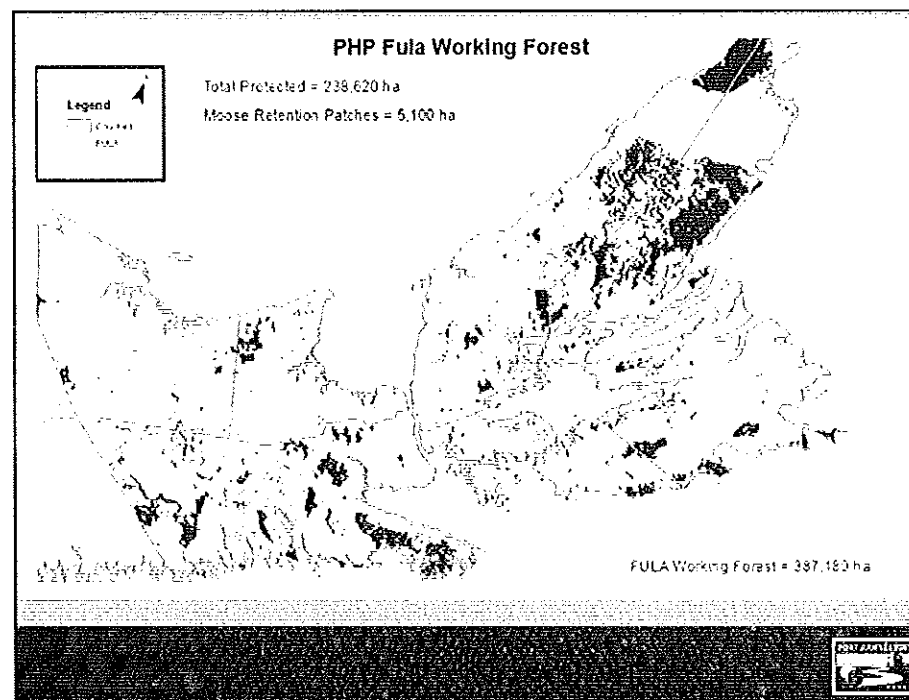 PHP Fula Working Forest
Total Protected = 238,620 ha
Moose Retention Patches = 5,100 ha
Legend
FULA Working Forest = 387,180 ha